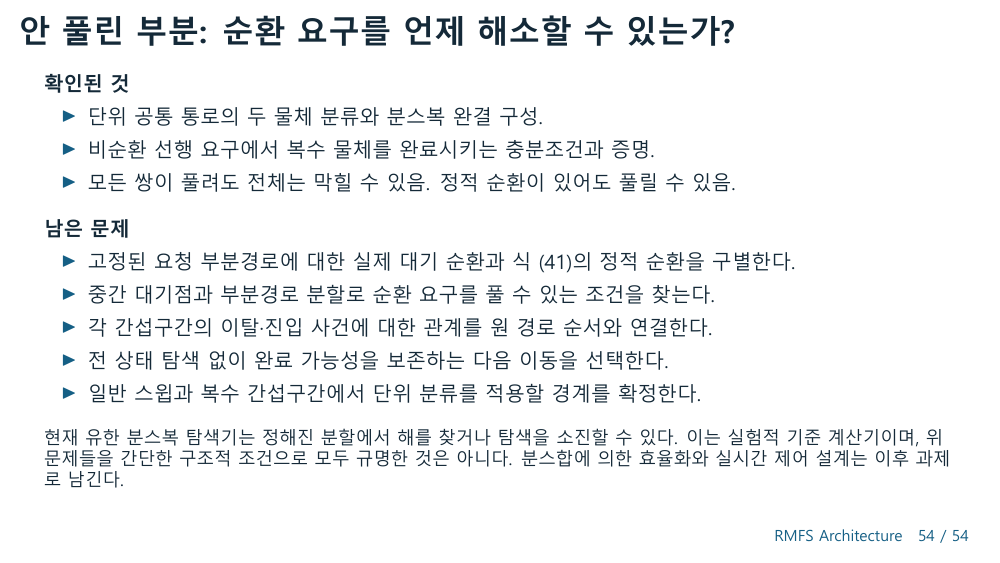 안 풀린 부분: 순환 요구를 언제 해소할 수 있는가?
확인된 것
▶ 단위 공통 통로의 두 물체 분류와 분스복 완결 구성.
▶ 비순환 선행 요구에서 복수 물체를 완료시키는 충분조건과 증명.
▶ 모든 쌍이 풀려도 전체는 막힐 수 있음. 정적 순환이 있어도 풀릴 수 있음.
남은 문제
▶ 고정된 요청 부분경로에 대한 실제 대기 순환과 식 (41)의 정적 순환을 구별한다.
▶ 중간 대기점과 부분경로 분할로 순환 요구를 풀 수 있는 조건을 찾는다.
▶ 각 간섭구간의 이탈·진입 사건에 대한 관계를 원 경로 순서와 연결한다.
▶ 전 상태 탐색 없이 완료 가능성을 보존하는 다음 이동을 선택한다.
▶ 일반 스윕과 복수 간섭구간에서 단위 분류를 적용할 경계를 확정한다.
현재 유한 분스복 탐색기는 정해진 분할에서 해를 찾거나 탐색을 소진할 수 있다. 이는 실험적 기준 계산기이며, 위
문제들을 간단한 구조적 조건으로 모두 규명한 것은 아니다. 분스합에 의한 효율화와 실시간 제어 설계는 이후 과제
로 남긴다.
RMFS Architecture 54 / 54